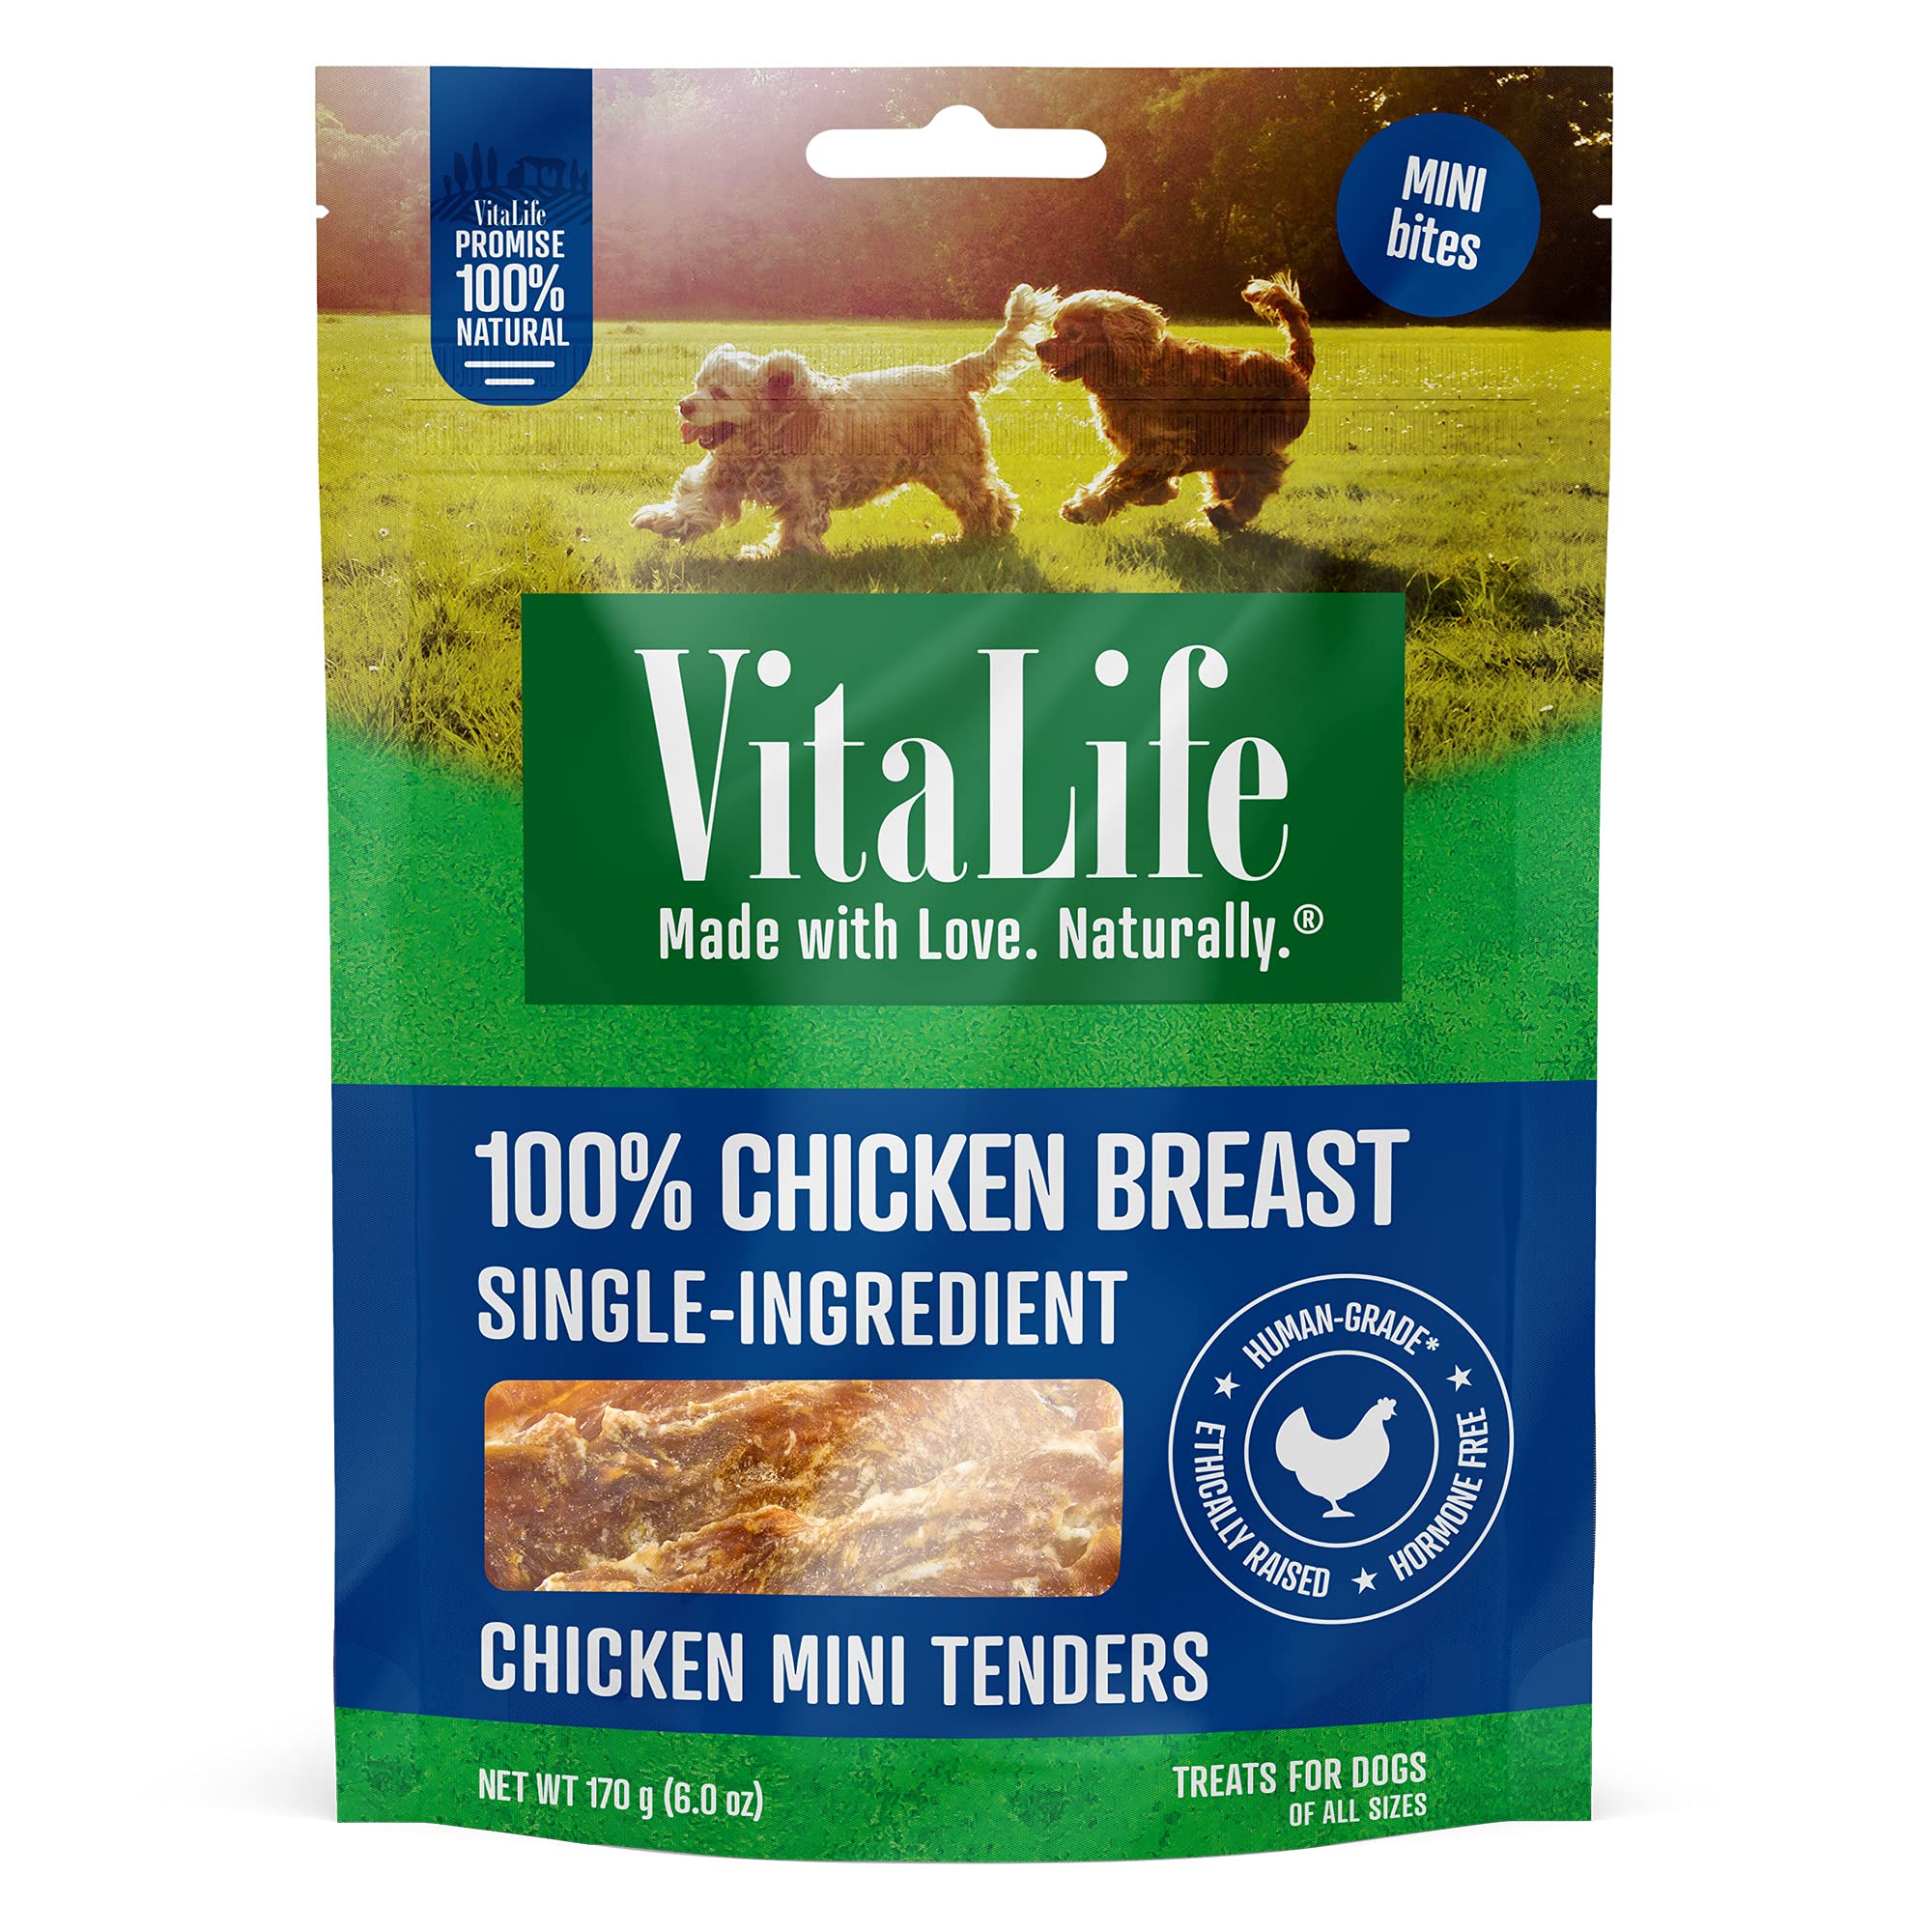 VitaLife
PROMISE
100%
NATURAL
MINI
bites
VitaLife
Made with Love. Naturally.®
100% CHICKEN BREAST
SINGLE-INGREDIENT
HUMAN-GRADE*
ETHICALLY RAISED
HORMONE FREE
CHICKEN MINI TENDERS
NET WT 170 g (6.0 oz)
TREATS FOR DOGS
OF ALL SIZES